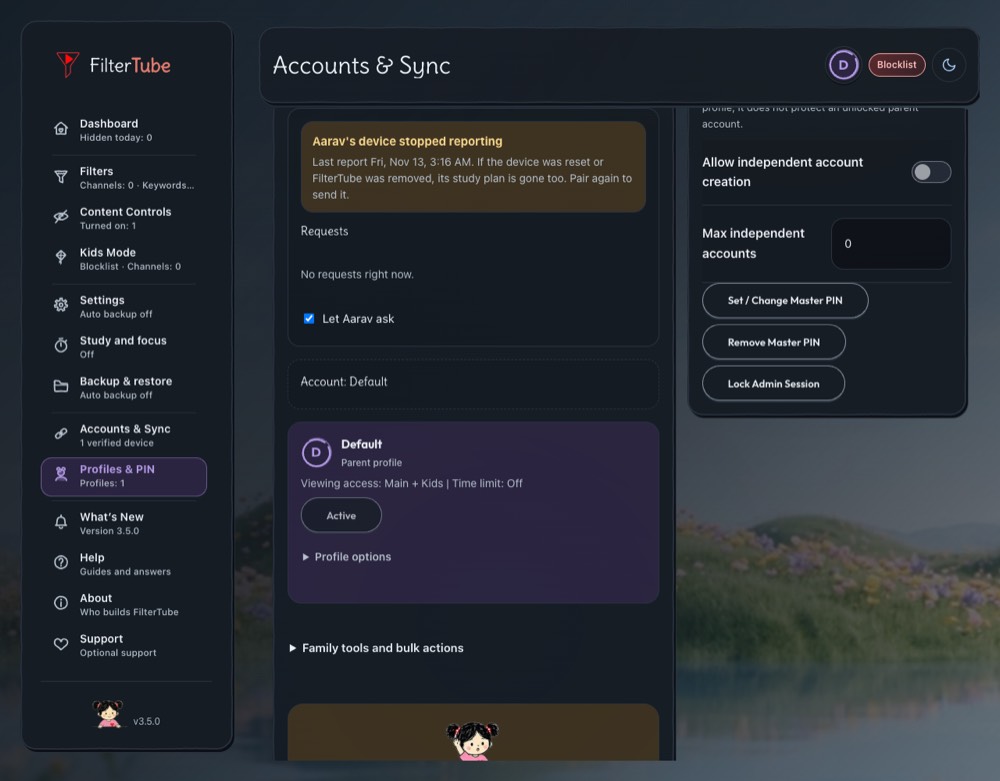 FilterTube
Dashboard
Hidden today: 0
Filters
Channels: 0 · Keywords...
Content Controls
Turned on: 1
Kids Mode
Blocklist · Channels: 0
Settings
Auto backup off
Study and focus
Off
Backup & restore
Auto backup off
Accounts & Sync
1 verified device
Profiles & PIN
Profiles: 1
What's New
Version 3.5.0
Help
Guides and answers
About
Who builds FilterTube
Support
Optional support
v3.5.0
Accounts & Sync
D
Blocklist
Aarav's device stopped reporting
Last report Fri, Nov 13, 3:16 AM. If the device was reset or
FilterTube was removed, its study plan is gone too. Pair again to
send it.
Requests
No requests right now.
Let Aarav ask
Account: Default
D
Default
Parent profile
Viewing access: Main + Kids | Time limit: Off
Active
Profile options
Family tools and bulk actions
profile, it does not protect an unlocked parent
account.
Allow independent account
creation
Max independent
accounts
0
Set / Change Master PIN
Remove Master PIN
Lock Admin Session